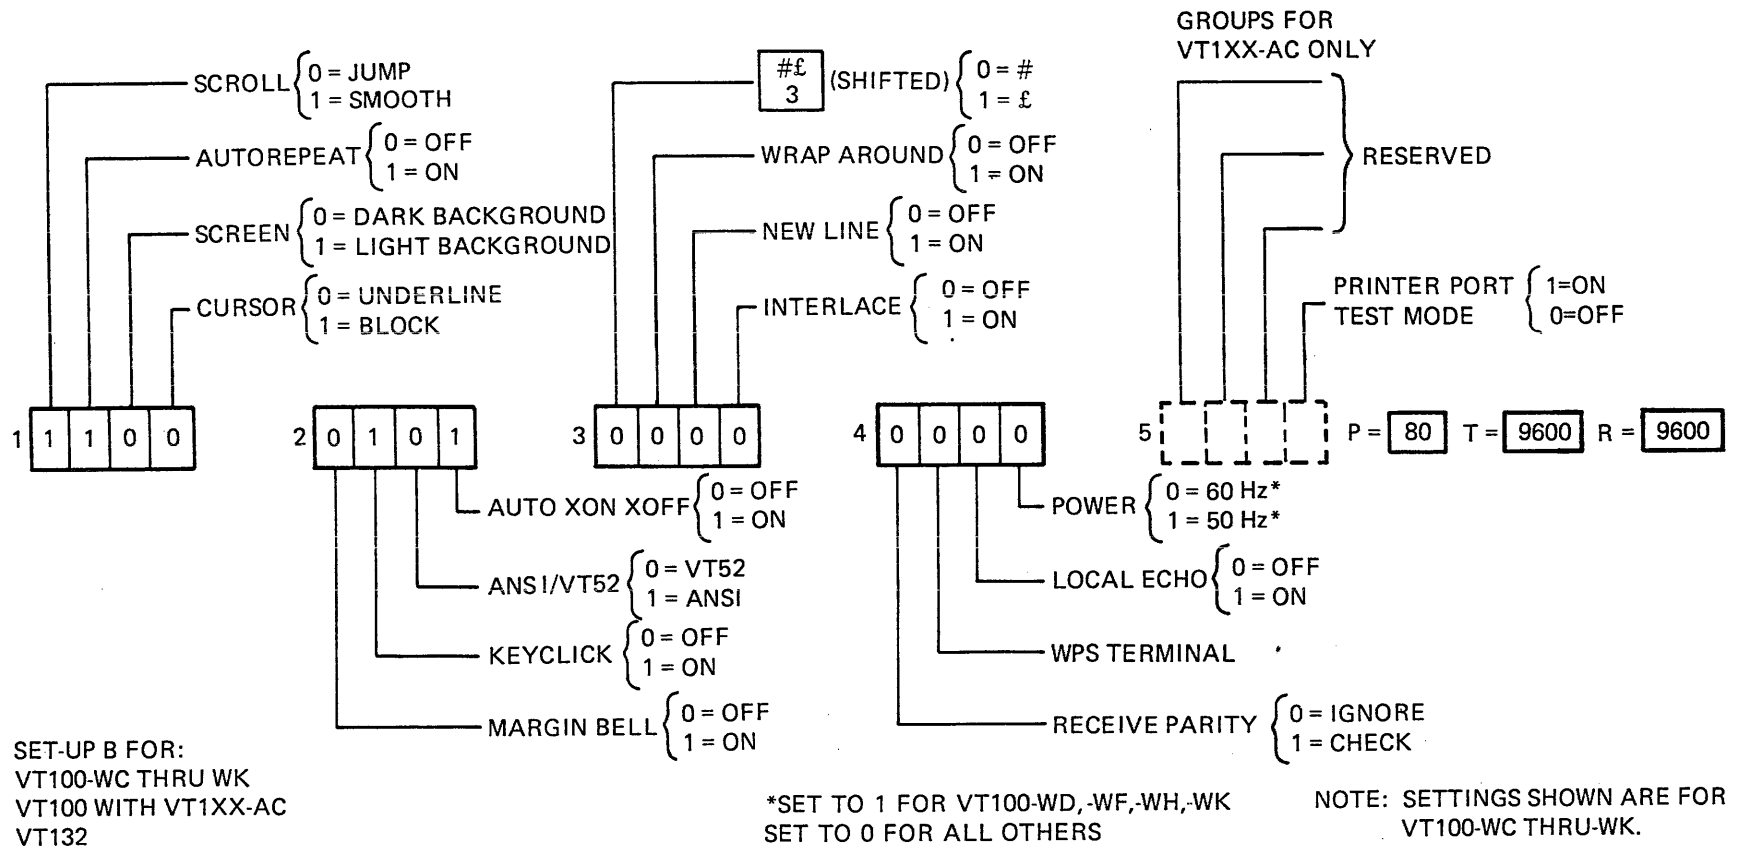 GROUPS FOR
VT1XX-AC ONLY
SCROLL
0 = JUMP
1 = SMOOTH
AUTOREPEAT
0 = OFF
1 = ON
SCREEN
0 = DARK BACKGROUND
1 = LIGHT BACKGROUND
CURSOR
0 = UNDERLINE
1 = BLOCK
#£
3
(SHIFTED)
0 = #
1 = £
WRAP AROUND
0 = OFF
1 = ON
NEW LINE
0 = OFF
1 = ON
INTERLACE
0 = OFF
1 = ON
RESERVED
PRINTER PORT
TEST MODE
1=ON
0=OFF
1 1 1 0 0
2 0 1 0 1
3 0 0 0 0
4 0 0 0 0
5
P = 80 T = 9600 R = 9600
AUTO XON XOFF
0 = OFF
1 = ON
ANSI/VT52
0 = VT52
1 = ANSI
KEYCLICK
0 = OFF
1 = ON
MARGIN BELL
0 = OFF
1 = ON
POWER
0 = 60 Hz*
1 = 50 Hz*
LOCAL ECHO
0 = OFF
1 = ON
WPS TERMINAL
RECEIVE PARITY
0 = IGNORE
1 = CHECK
SET-UP B FOR:
VT100-WC THRU WK
VT100 WITH VT1XX-AC
VT132
*SET TO 1 FOR VT100-WD,-WF,-WH,-WK
SET TO 0 FOR ALL OTHERS
NOTE: SETTINGS SHOWN ARE FOR
VT100-WC THRU-WK.